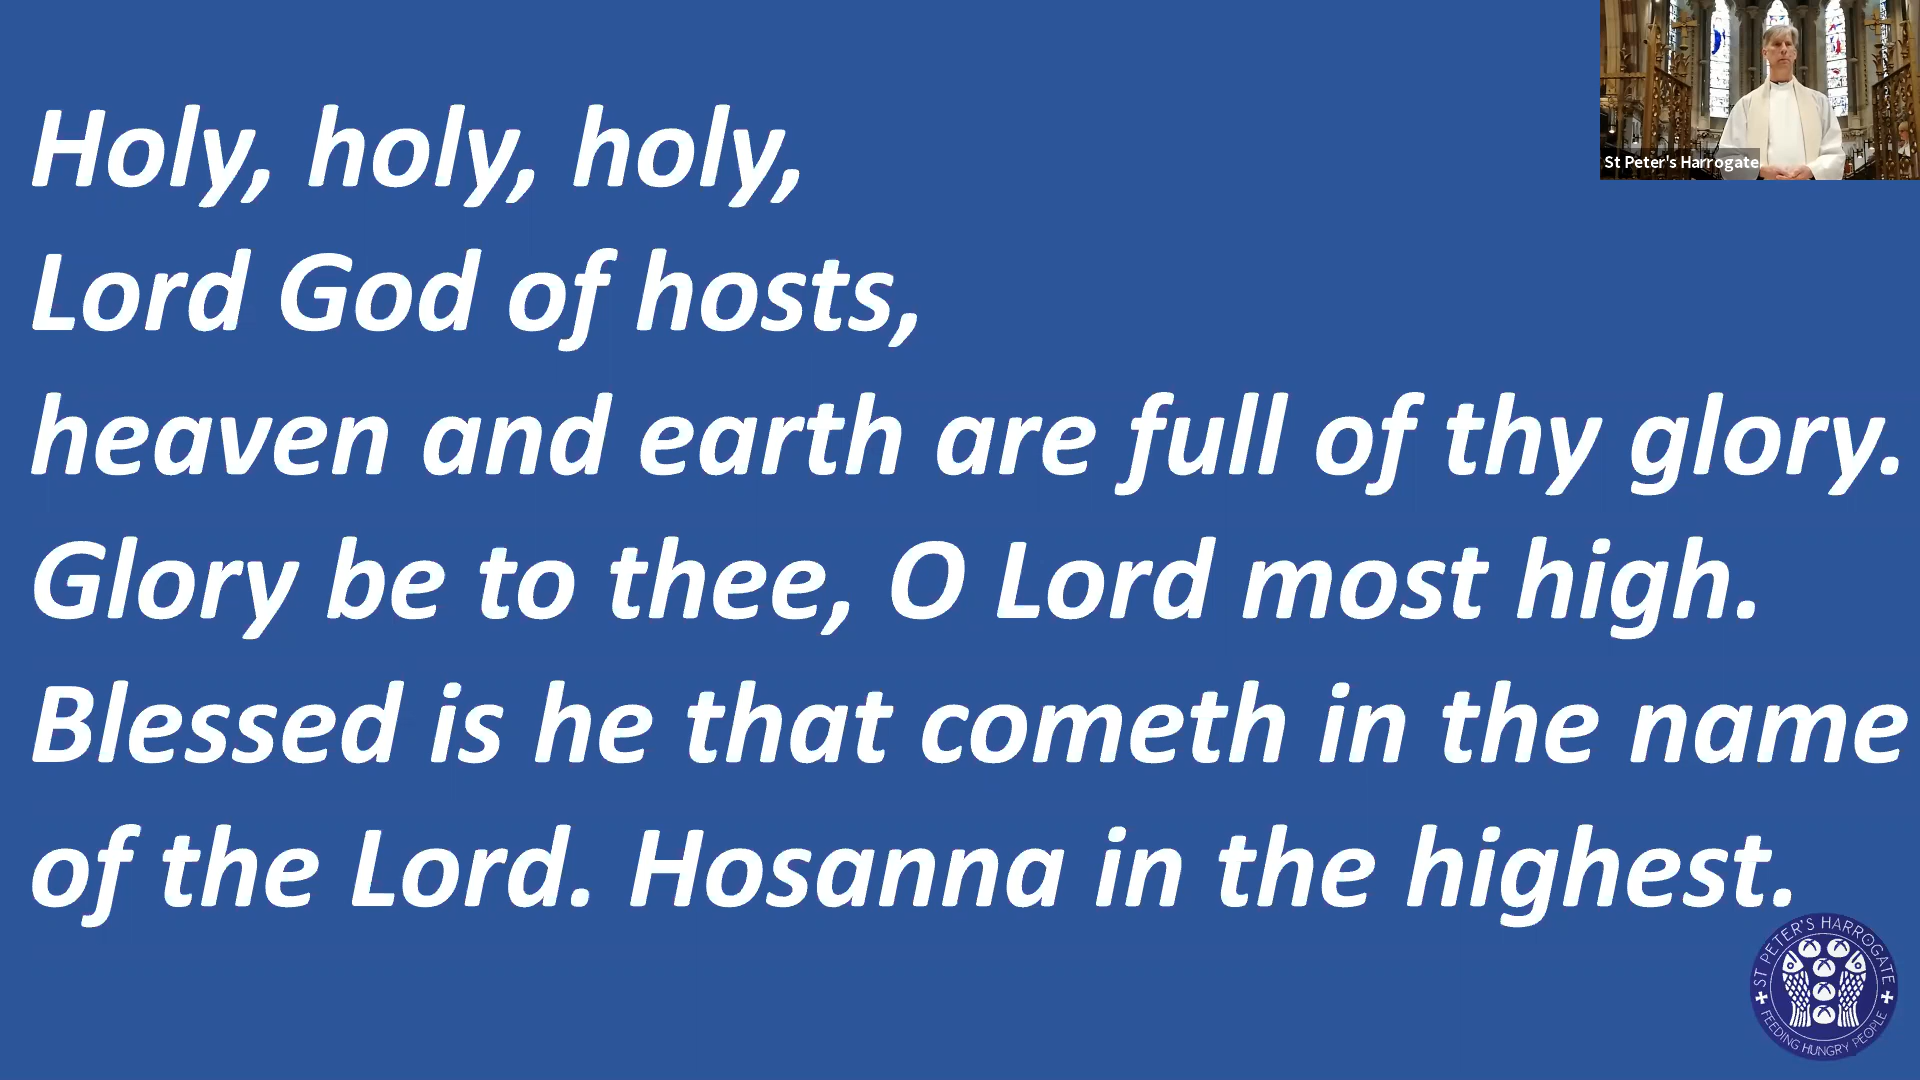 Holy, holy, holy,
Lord God of hosts,
heaven and earth are full of thy glory.
Glory be to thee, O Lord most high.
Blessed is he that cometh in the name
of the Lord. Hosanna in the highest.
St Peter's Harrogate
ST PETER'S HARROGATE
FEEDING HUNGRY PEOPLE